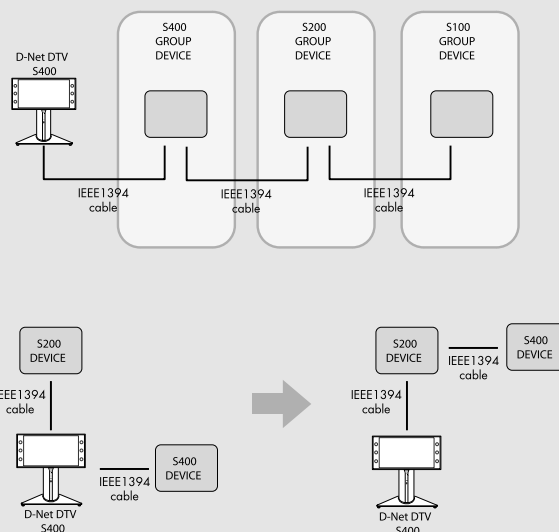 S400
GROUP
DEVICE
S200
GROUP
DEVICE
S100
GROUP
DEVICE
D-Net DTV
S400
IEEE1394
cable
IEEE1394
cable
IEEE1394
cable
S200
DEVICE
EEE1394
cable
S400
DEVICE
IEEE1394
cable
D-Net DTV
S400
S200
DEVICE
S400
DEVICE
IEEE1394
cable
IEEE1394
cable
D-Net DTV
S400